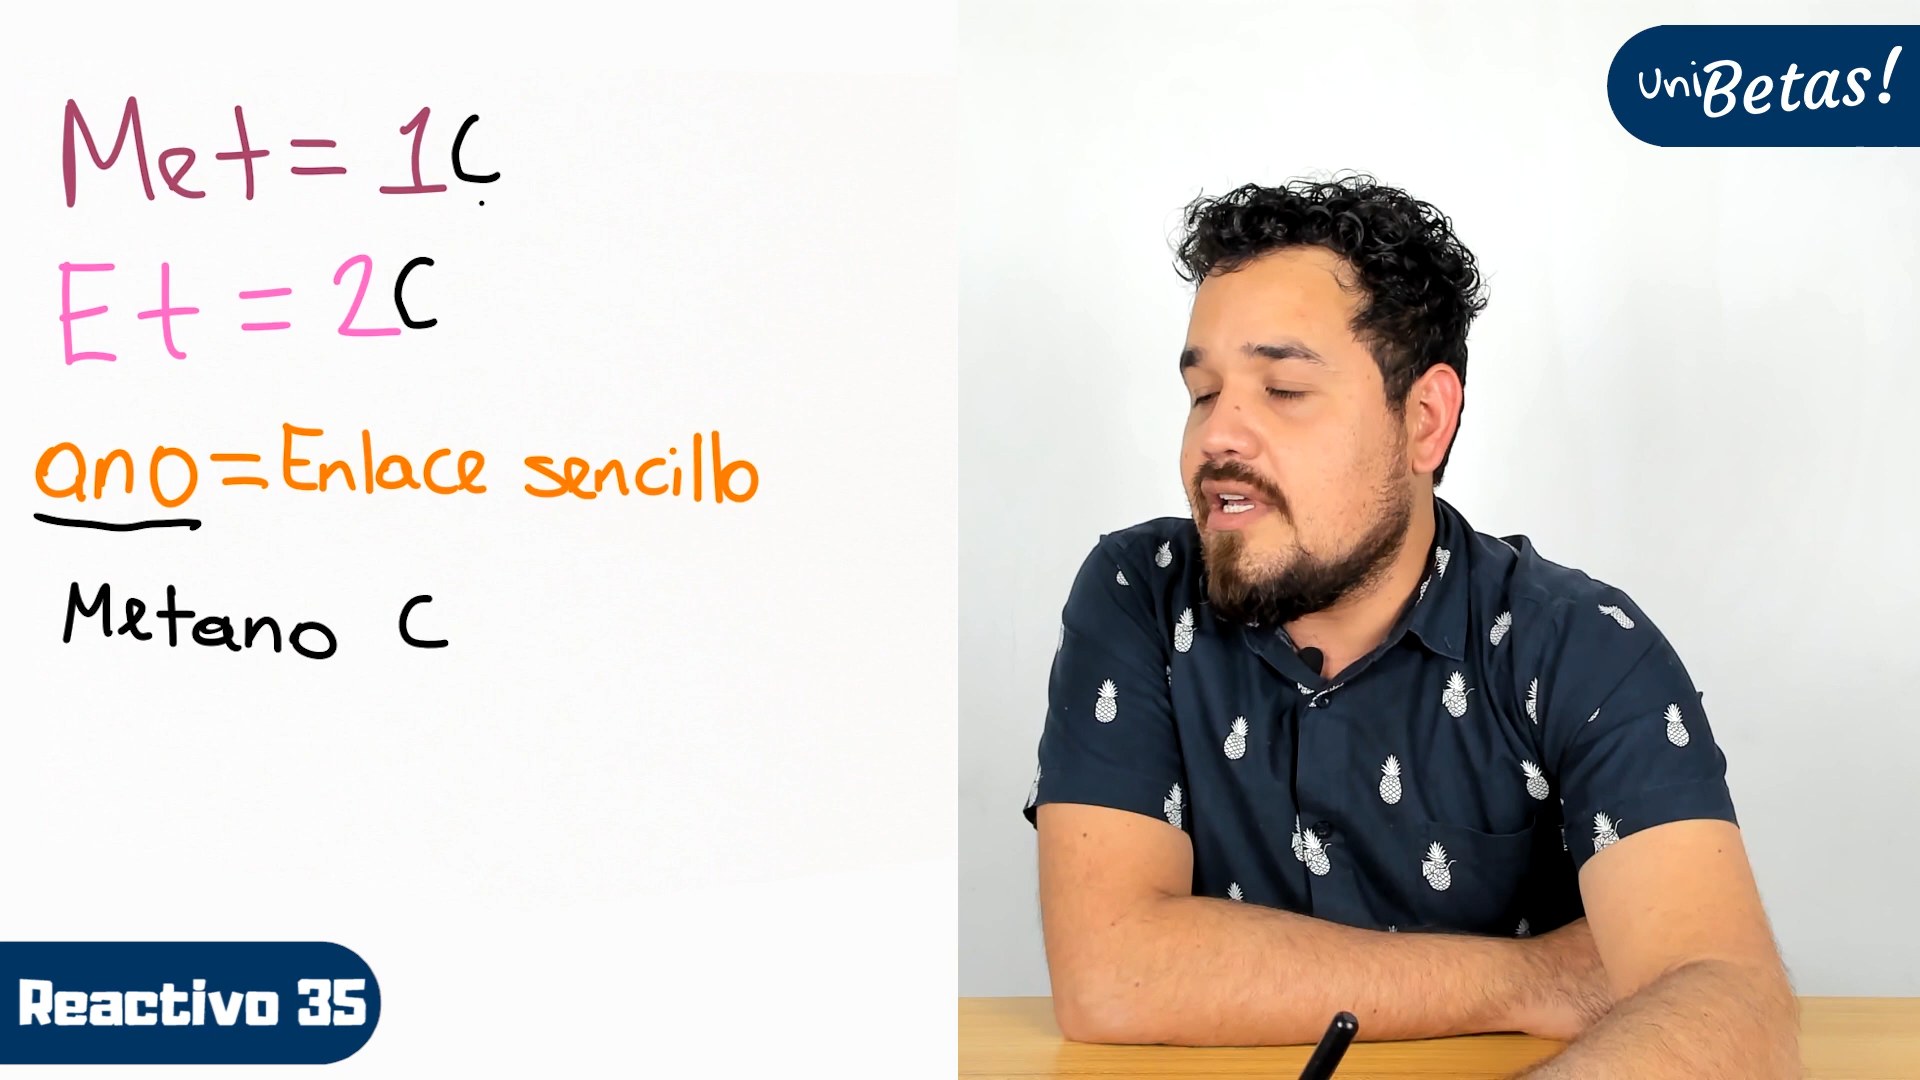 Met = 1C
Et = 2C
ano = Enlace sencillo
Metano C
Reactivo 35
UniBetas!